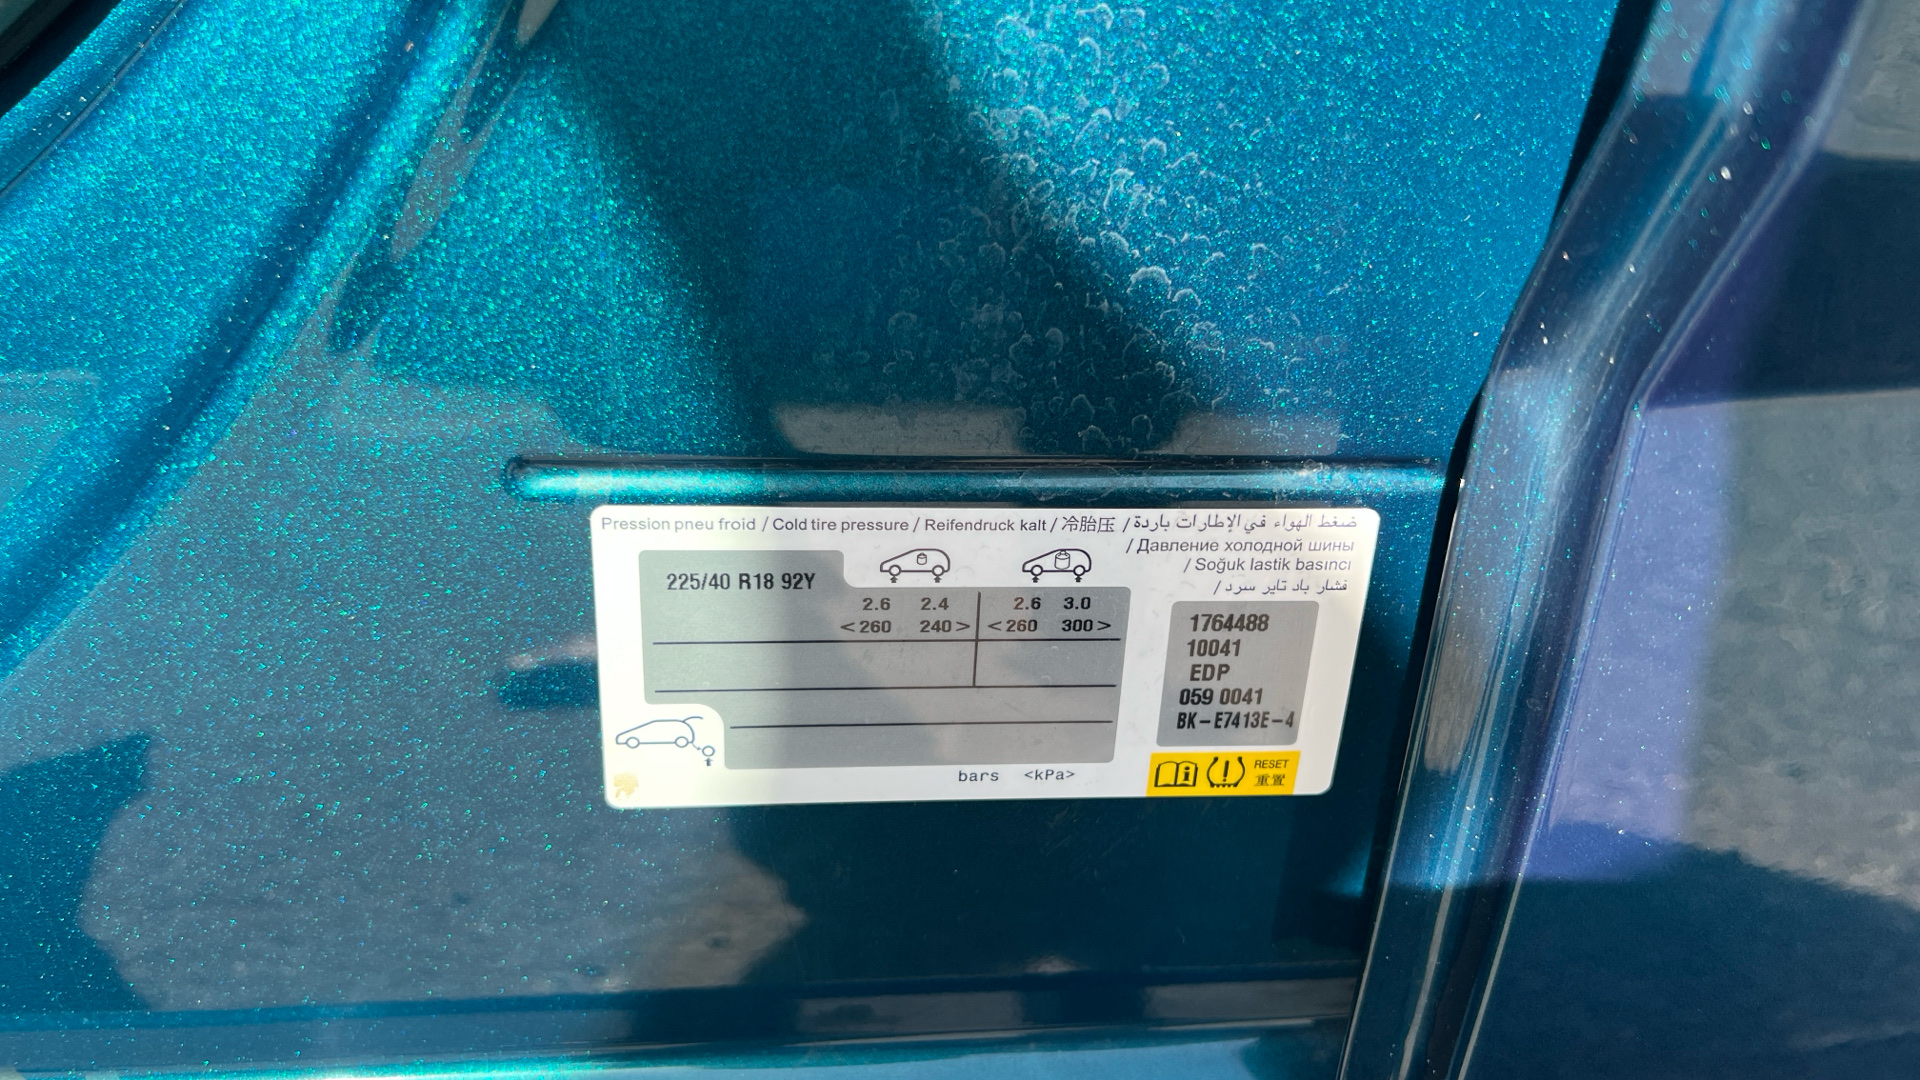 Pression pneu froid / Cold tire pressure / Reifendruck kalt / 冷胎压 / ضغط الهواء في الإطارات باردة
/ Давление холодной шины
/ Soğuk lastik basıncı
/ فشار باد تایر سرد
225/40 R18 92Y
2.6 2.4 2.6 3.0
<260 240> <260 300>
1764488
10041
EDP
059 0041
BK-E7413E-4
bars <kPa>
RESET
重置